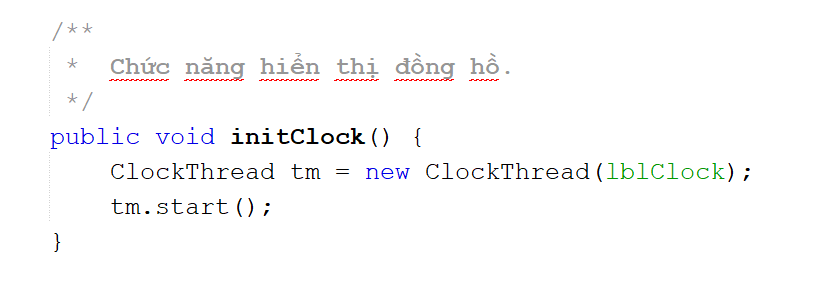 /**
 *  Chức năng hiển thị đồng hồ.
 */
public void initClock() {
    ClockThread tm = new ClockThread(lblClock);
    tm.start();
}